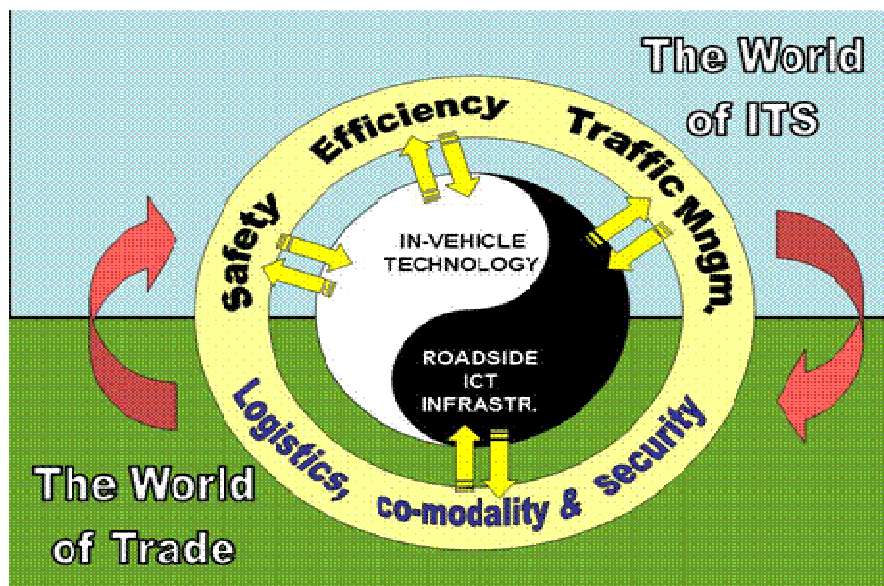 The World
of ITS
Safety Efficiency Traffic Mngm,
IN-VEHICLE
TECHNOLOGY
ROADSIDE
ICT
INFRASTR.
Logistics, co-modality & security
The World
of Trade